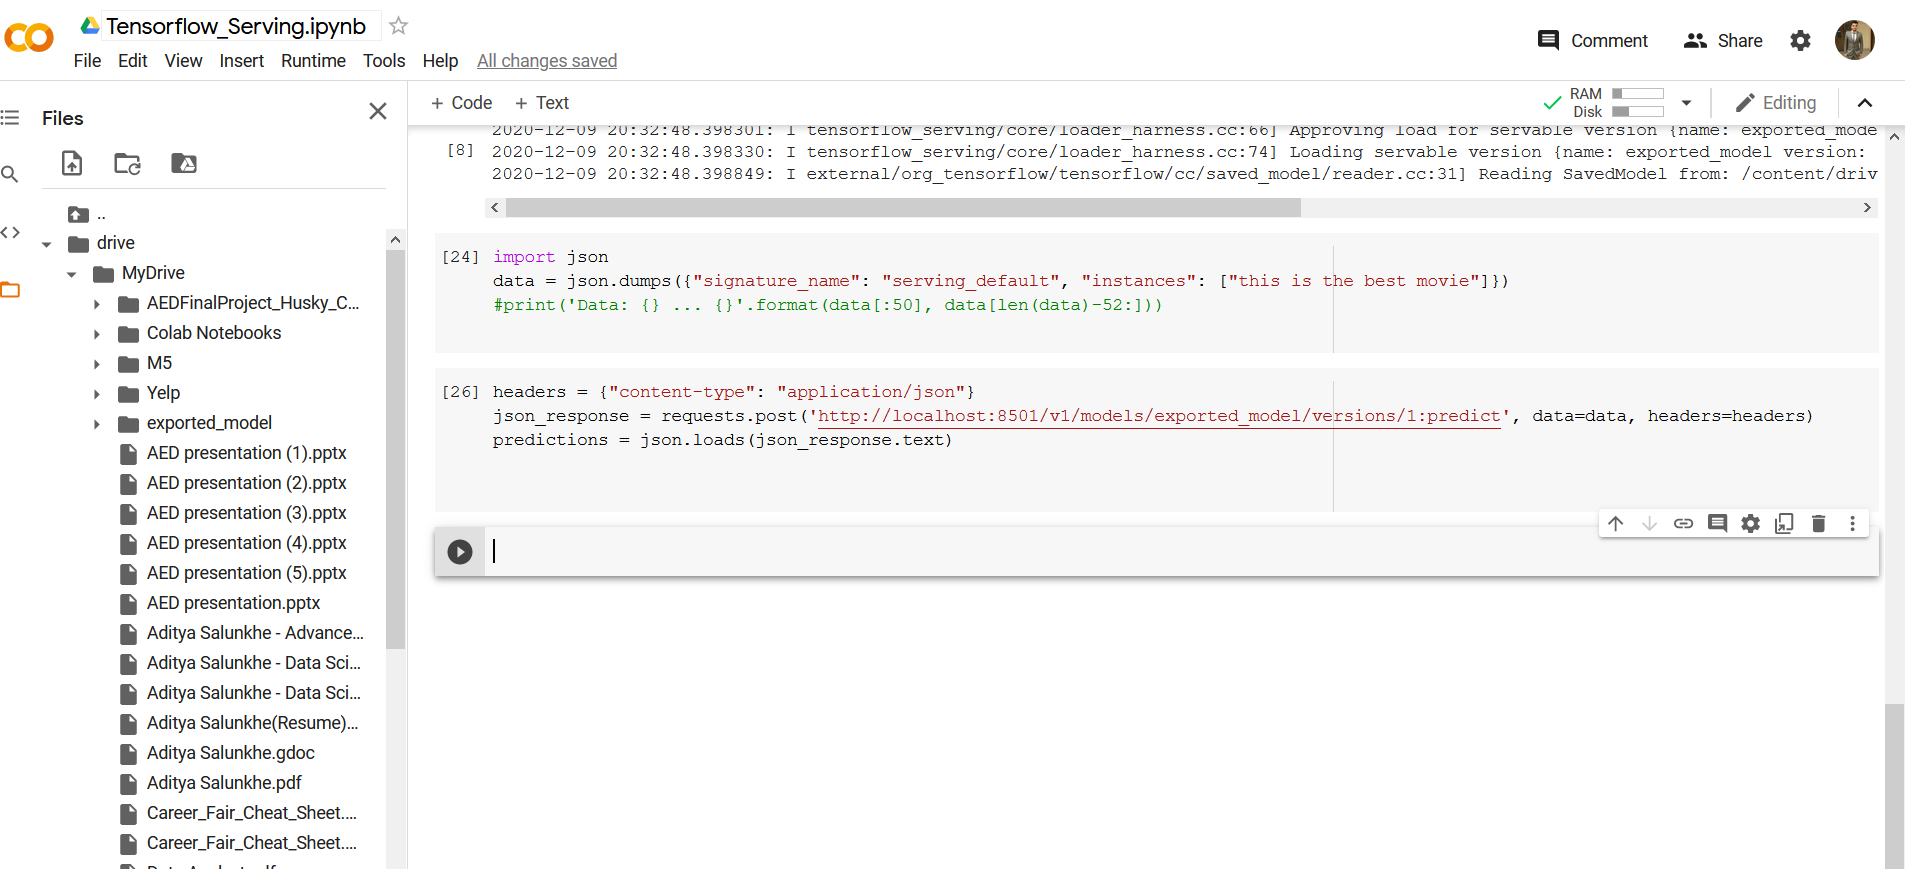 Tensorflow_Serving.ipynb
File Edit View Insert Runtime Tools Help All changes saved
Comment Share
Files
..
drive
MyDrive
AEDFinalProject_Husky_C...
Colab Notebooks
M5
Yelp
exported_model
AED presentation (1).pptx
AED presentation (2).pptx
AED presentation (3).pptx
AED presentation (4).pptx
AED presentation (5).pptx
AED presentation.pptx
Aditya Salunkhe - Advance...
Aditya Salunkhe - Data Sci...
Aditya Salunkhe - Data Sci...
Aditya Salunkhe(Resume)...
Aditya Salunkhe.gdoc
Aditya Salunkhe.pdf
Career_Fair_Cheat_Sheet....
Career_Fair_Cheat_Sheet....
+ Code + Text
RAM
Disk
Editing
2020-12-09 20:32:48.398301: I tensorflow_serving/core/loader_harness.cc:66] Approving load for servable version {name: exported_mode
[8] 2020-12-09 20:32:48.398330: I tensorflow_serving/core/loader_harness.cc:74] Loading servable version {name: exported_model version:
2020-12-09 20:32:48.398849: I external/org_tensorflow/tensorflow/cc/saved_model/reader.cc:31] Reading SavedModel from: /content/driv
[24] import json
data = json.dumps({"signature_name": "serving_default", "instances": ["this is the best movie"]})
#print('Data: {} ... {}'.format(data[:50], data[len(data)-52:]))
[26] headers = {"content-type": "application/json"}
json_response = requests.post('http://localhost:8501/v1/models/exported_model/versions/1:predict', data=data, headers=headers)
predictions = json.loads(json_response.text)